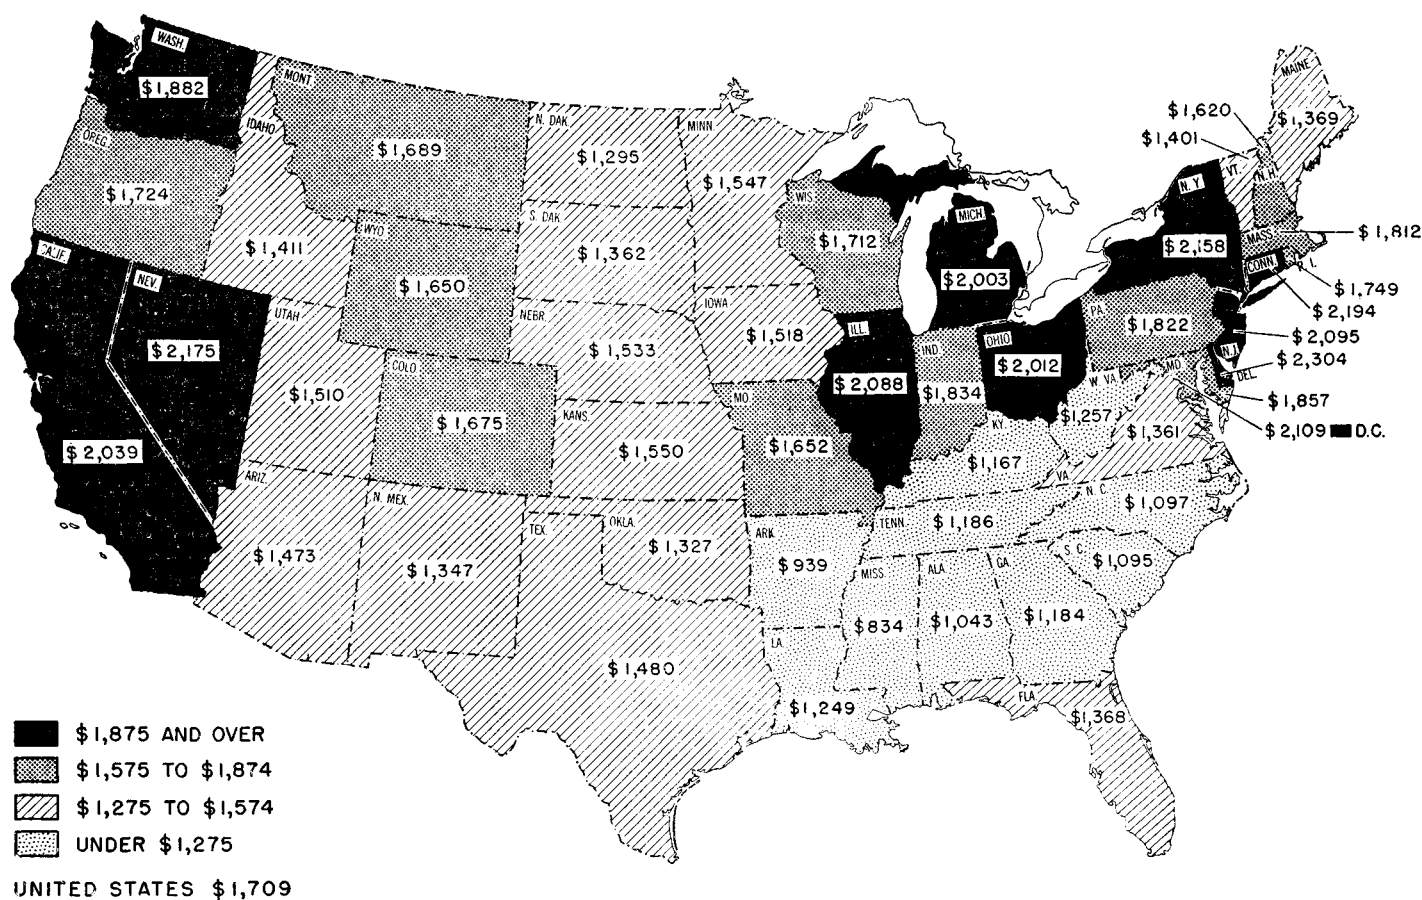 WASH.
$1,882
OREG.
$1,724
CALIF.
$2,039
NEV.
$2,175
IDAHO
$1,411
MONT.
$1,689
WYO.
$1,650
UTAH
$1,510
COLO.
$1,675
ARIZ.
$1,473
N. MEX.
$1,347
N. DAK.
$1,295
S. DAK.
$1,362
NEBR.
$1,533
KANS.
$1,550
OKLA.
$1,327
TEX.
$1,480
MINN.
$1,547
IOWA
$1,518
MO.
$1,652
ARK.
$939
LA.
$1,249
WIS.
$1,712
ILL.
$2,088
MICH.
$2,003
IND.
$1,834
OHIO
$2,012
KY.
$1,167
TENN.
$1,186
MISS.
$834
ALA.
$1,043
GA.
$1,184
FLA.
$1,368
S. C.
$1,095
N. C.
$1,097
VA.
$1,361
W. VA.
$1,257
PA.
$1,822
N. Y.
$2,158
VT.
$1,401
N. H.
$1,620
MAINE
$1,369
MASS.
$1,812
R. I.
$1,749
CONN.
$2,194
N. J.
$2,095
DEL.
$2,304
MD.
$1,857
$2,109 D.C.
$1,875 AND OVER
$1,575 TO $1,874
$1,275 TO $1,574
UNDER $1,275
UNITED STATES $1,709